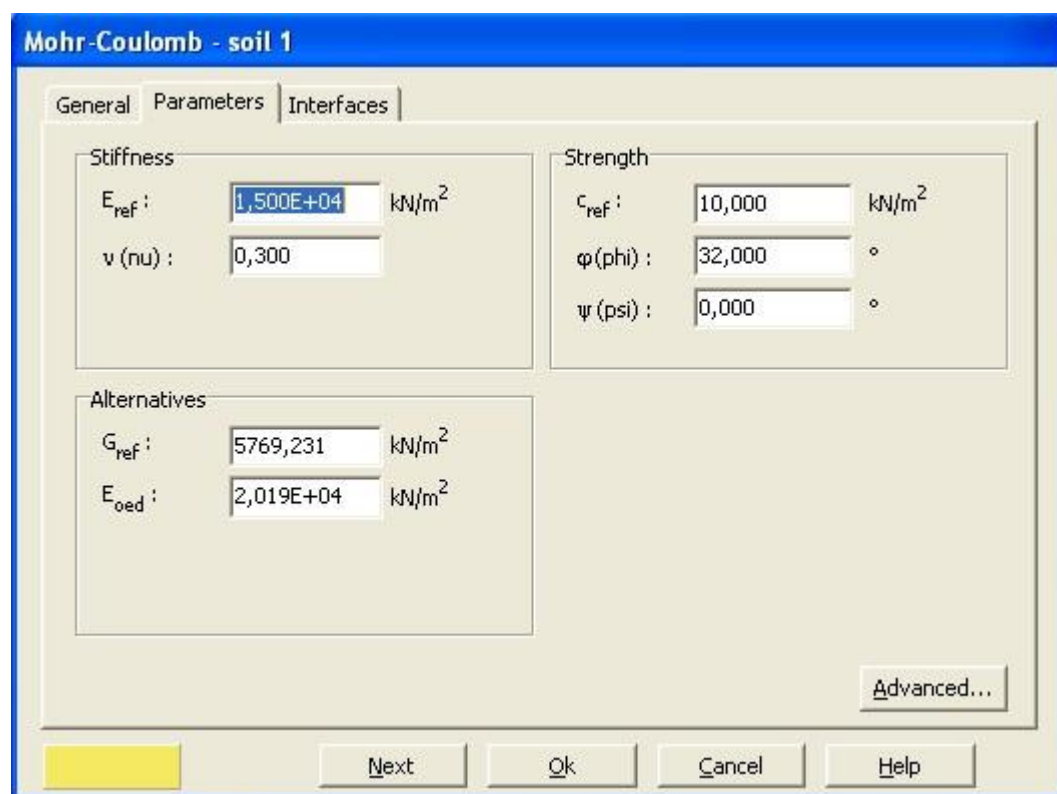 Mohr-Coulomb - soil 1
General Parameters Interfaces
Stiffness
E_ref : 1,500E+04 kN/m²
ν (nu) : 0,300
Strength
c_ref : 10,000 kN/m²
φ(phi) : 32,000 °
ψ (psi) : 0,000 °
Alternatives
G_ref : 5769,231 kN/m²
E_oed : 2,019E+04 kN/m²
Advanced...
Next Ok Cancel Help